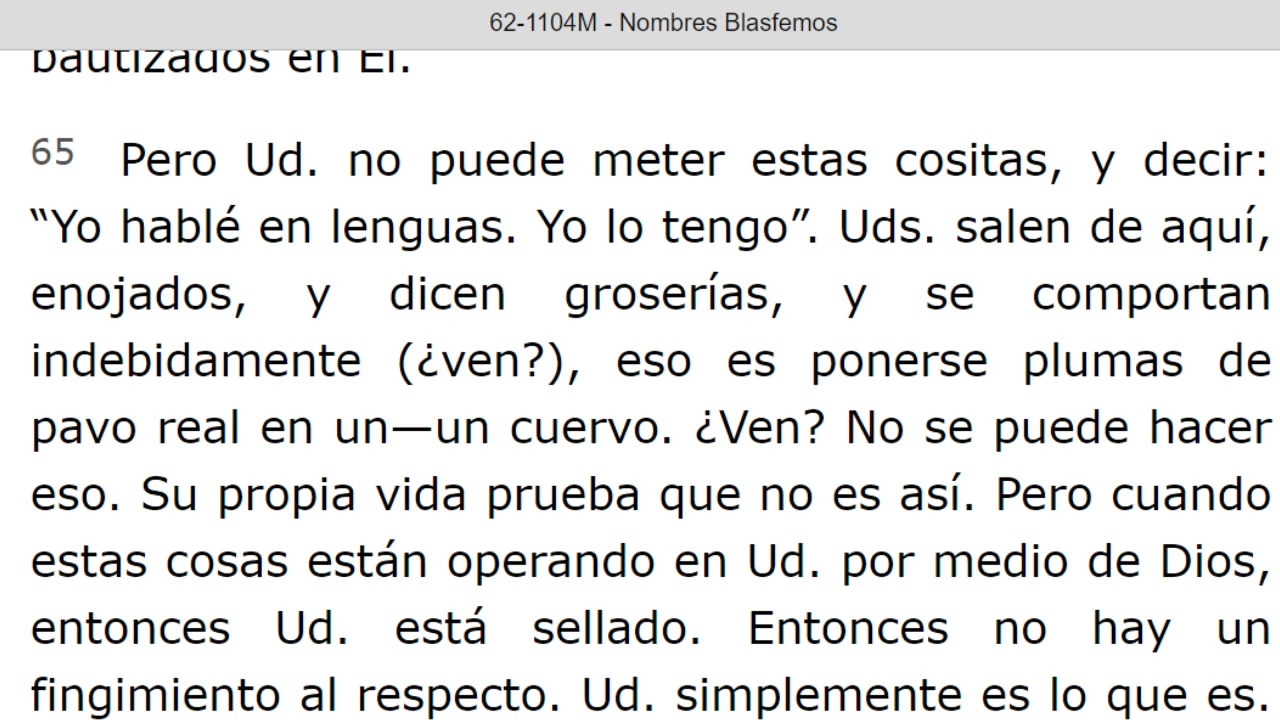 62-1104M - Nombres Blasfemos
bautizados en Él.
65 Pero Ud. no puede meter estas cositas, y decir:
“Yo hablé en lenguas. Yo lo tengo”. Uds. salen de aquí,
enojados, y dicen groserías, y se comportan
indebidamente (¿ven?), eso es ponerse plumas de
pavo real en un—un cuervo. ¿Ven? No se puede hacer
eso. Su propia vida prueba que no es así. Pero cuando
estas cosas están operando en Ud. por medio de Dios,
entonces Ud. está sellado. Entonces no hay un
fingimiento al respecto. Ud. simplemente es lo que es.